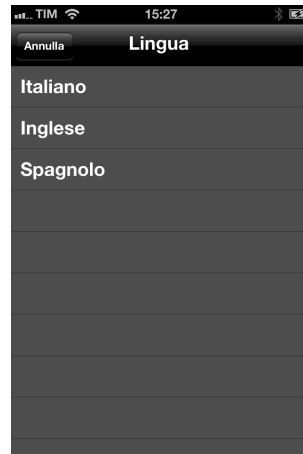 TIM 15:27
Annulla Lingua
Italiano
Inglese
Spagnolo